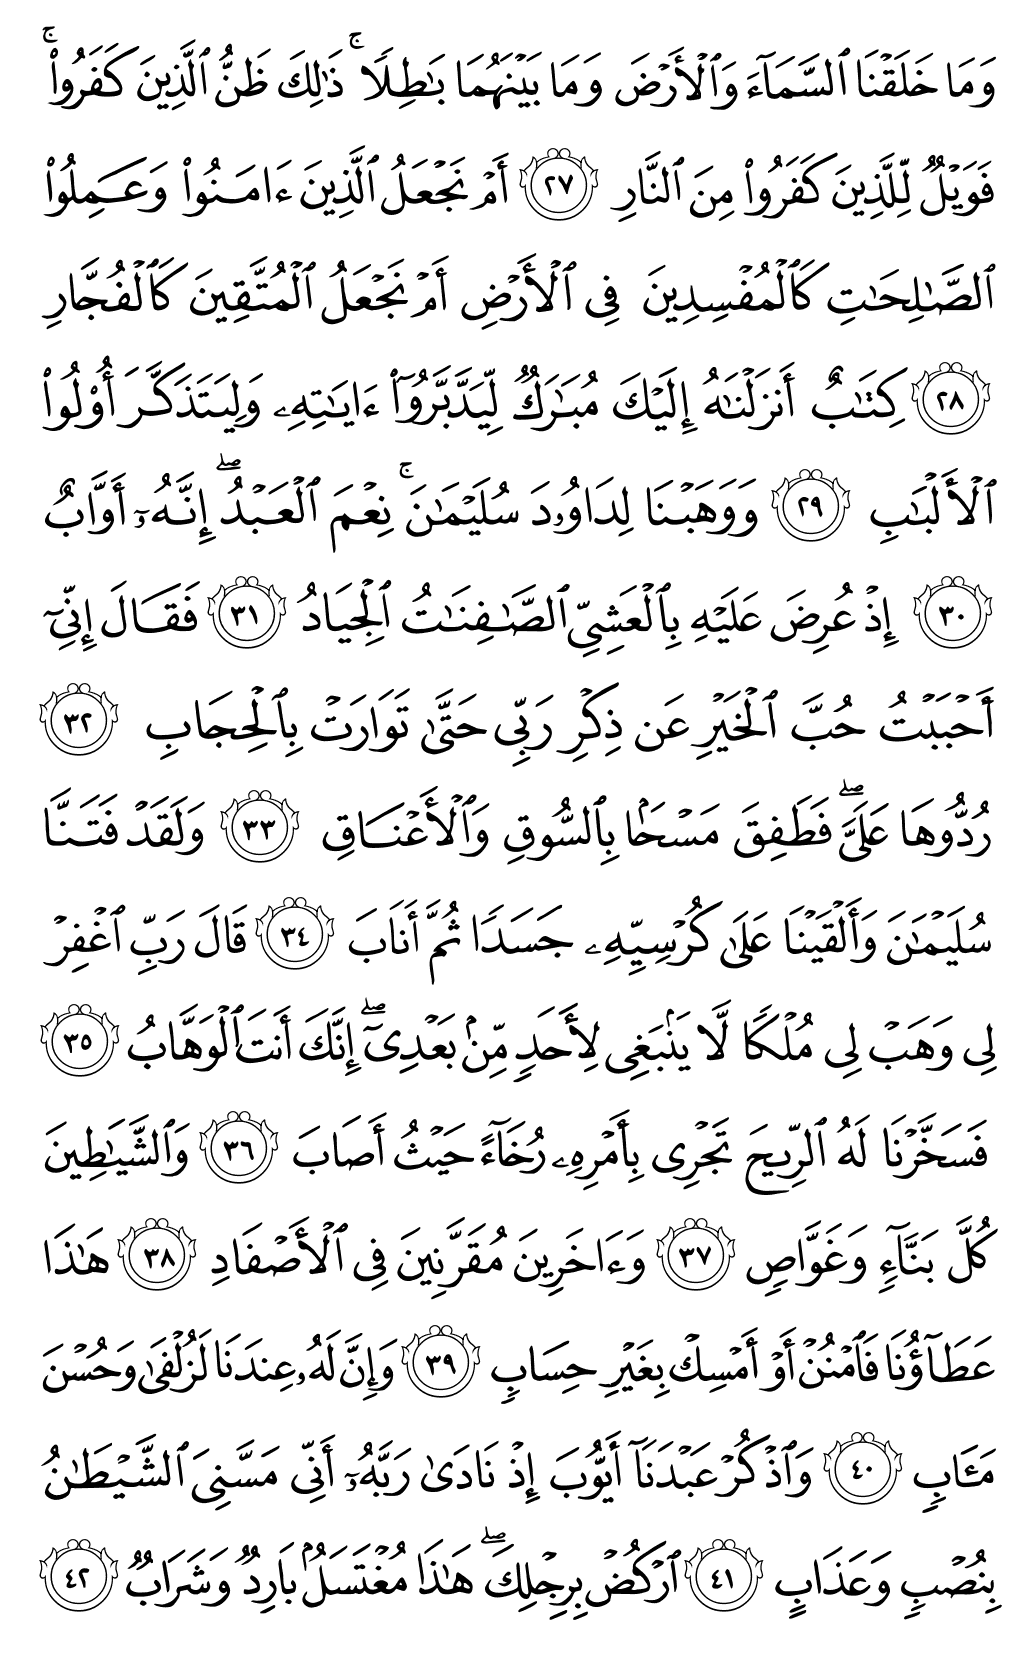 وَمَا خَلَقْنَا ٱلسَّمَآءَ وَٱلْأَرْضَ وَمَا بَيْنَهُمَا بَٰطِلًا ۚ ذَٰلِكَ ظَنُّ ٱلَّذِينَ كَفَرُوا۟ ۚ
فَوَيْلٌ لِّلَّذِينَ كَفَرُوا۟ مِنَ ٱلنَّارِ ٢٧ أَمْ نَجْعَلُ ٱلَّذِينَ ءَامَنُوا۟ وَعَمِلُوا۟
ٱلصَّٰلِحَٰتِ كَٱلْمُفْسِدِينَ فِى ٱلْأَرْضِ أَمْ نَجْعَلُ ٱلْمُتَّقِينَ كَٱلْفُجَّارِ
٢٨ كِتَٰبٌ أَنزَلْنَٰهُ إِلَيْكَ مُبَٰرَكٌ لِّيَدَّبَّرُوٓا۟ ءَايَٰتِهِۦ وَلِيَتَذَكَّرَ أُو۟لُوا۟
ٱلْأَلْبَٰبِ ٢٩ وَوَهَبْنَا لِدَاوُۥدَ سُلَيْمَٰنَ ۚ نِعْمَ ٱلْعَبْدُ ۖ إِنَّهُۥٓ أَوَّابٌ
٣٠ إِذْ عُرِضَ عَلَيْهِ بِٱلْعَشِىِّ ٱلصَّٰفِنَٰتُ ٱلْجِيَادُ ٣١ فَقَالَ إِنِّىٓ
أَحْبَبْتُ حُبَّ ٱلْخَيْرِ عَن ذِكْرِ رَبِّى حَتَّىٰ تَوَارَتْ بِٱلْحِجَابِ ٣٢
رُدُّوهَا عَلَىَّ ۖ فَطَفِقَ مَسْحًۢا بِٱلسُّوقِ وَٱلْأَعْنَاقِ ٣٣ وَلَقَدْ فَتَنَّا
سُلَيْمَٰنَ وَأَلْقَيْنَا عَلَىٰ كُرْسِيِّهِۦ جَسَدًا ثُمَّ أَنَابَ ٣٤ قَالَ رَبِّ ٱغْفِرْ
لِى وَهَبْ لِى مُلْكًا لَّا يَنۢبَغِى لِأَحَدٍ مِّنۢ بَعْدِىٓ ۖ إِنَّكَ أَنتَ ٱلْوَهَّابُ ٣٥
فَسَخَّرْنَا لَهُ ٱلرِّيحَ تَجْرِى بِأَمْرِهِۦ رُخَآءً حَيْثُ أَصَابَ ٣٦ وَٱلشَّيَٰطِينَ
كُلَّ بَنَّآءٍ وَغَوَّاصٍ ٣٧ وَءَاخَرِينَ مُقَرَّنِينَ فِى ٱلْأَصْفَادِ ٣٨ هَٰذَا
عَطَآؤُنَا فَٱمْنُنْ أَوْ أَمْسِكْ بِغَيْرِ حِسَابٍ ٣٩ وَإِنَّ لَهُۥ عِندَنَا لَزُلْفَىٰ وَحُسْنَ
مَـَٔابٍ ٤٠ وَٱذْكُرْ عَبْدَنَآ أَيُّوبَ إِذْ نَادَىٰ رَبَّهُۥٓ أَنِّى مَسَّنِىَ ٱلشَّيْطَٰنُ
بِنُصْبٍ وَعَذَابٍ ٤١ ٱرْكُضْ بِرِجْلِكَ ۖ هَٰذَا مُغْتَسَلٌۢ بَارِدٌ وَشَرَابٌ ٤٢